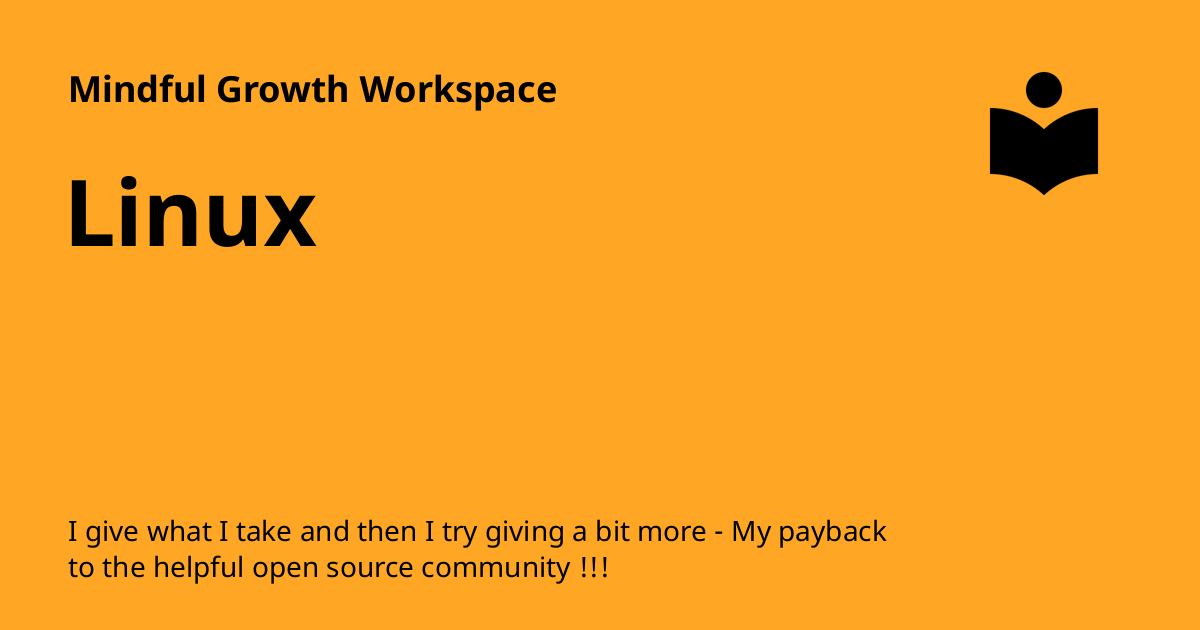 Mindful Growth Workspace
Linux
I give what I take and then I try giving a bit more - My payback
to the helpful open source community !!!